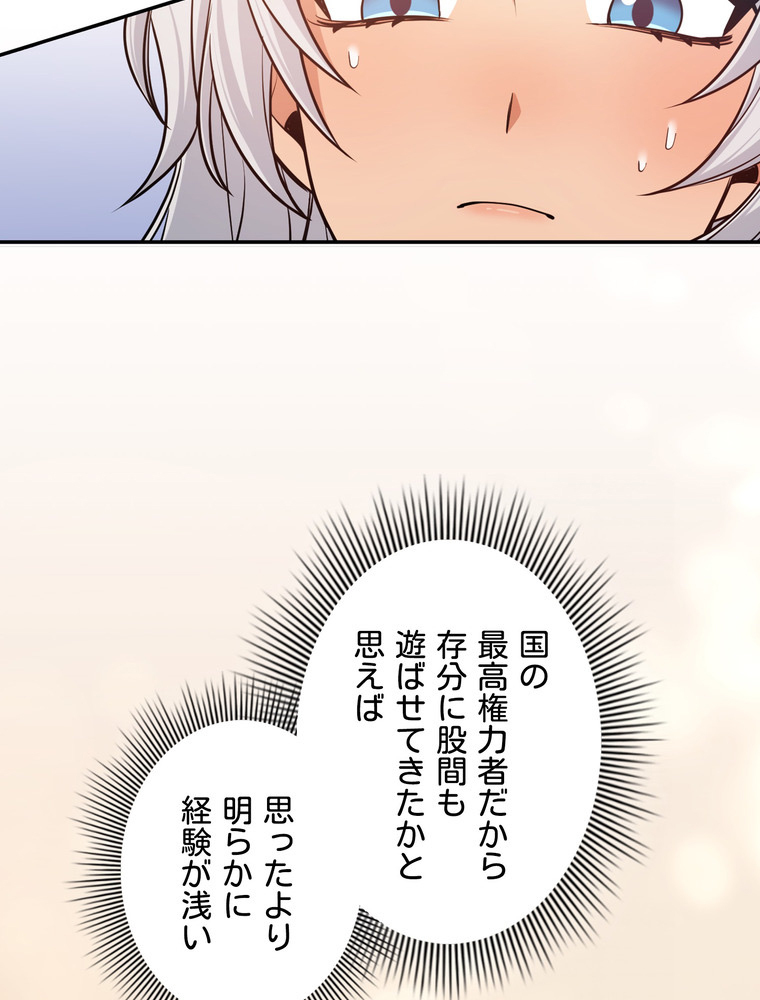 国の
最高権力者だから
存分に股間も
遊ばせてきたかと
思えば
思ったより
明らかに
経験が浅い